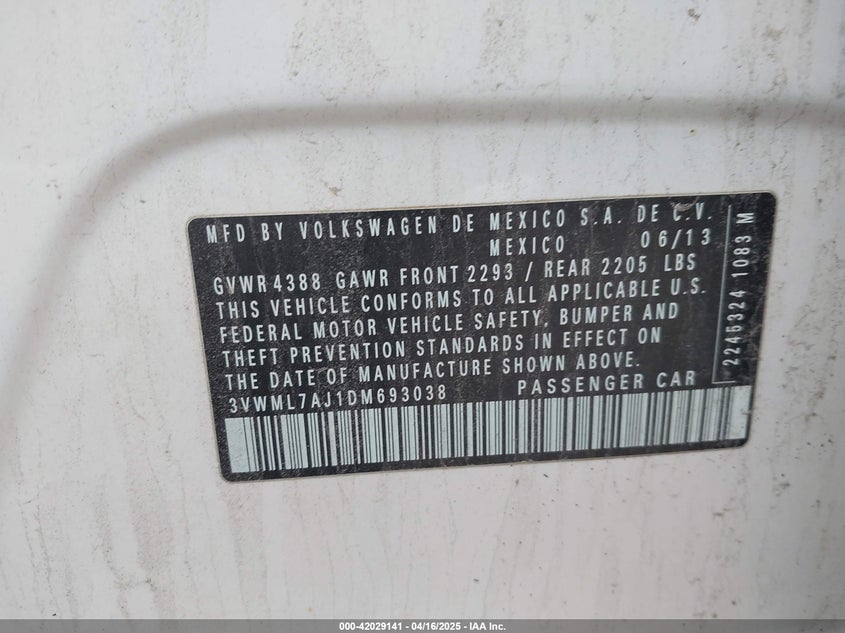 MFD BY VOLKSWAGEN DE MEXICO S.A. DE C.V.
MEXICO 06/13
GVWR 4388 GAWR FRONT 2293 / REAR 2205 LBS
THIS VEHICLE CONFORMS TO ALL APPLICABLE U.S.
FEDERAL MOTOR VEHICLE SAFETY, BUMPER AND
THEFT PREVENTION STANDARDS IN EFFECT ON
THE DATE OF MANUFACTURE SHOWN ABOVE.
3VWML7AJ1DM693038 PASSENGER CAR
2245324 1083 M
000-42029141 - 04/16/2025 - IAA Inc.